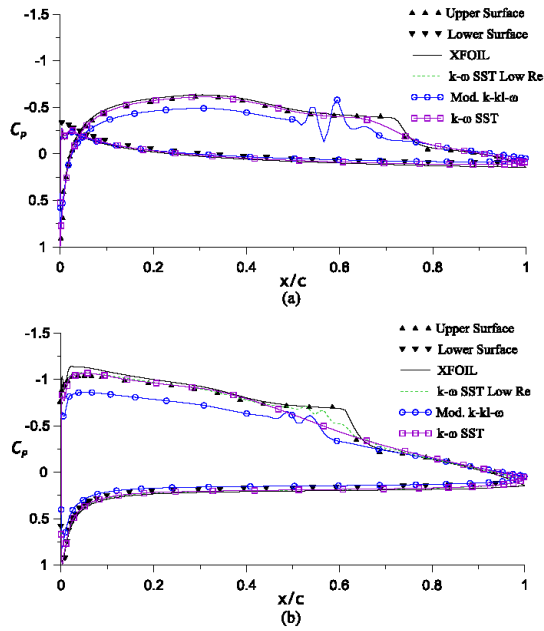 -1.5
Upper Surface
Lower Surface
-1
XFOIL
k-ω SST Low Re
Mod. k-kl-ω
-0.5
k-ω SST
Cp
0
0.5
1
0 0.2 0.4 0.6 0.8 1
x/c
(a)
-1.5
Upper Surface
Lower Surface
-1
XFOIL
k-ω SST Low Re
Mod. k-kl-ω
-0.5
k-ω SST
Cp
0
0.5
1
0 0.2 0.4 0.6 0.8 1
x/c
(b)